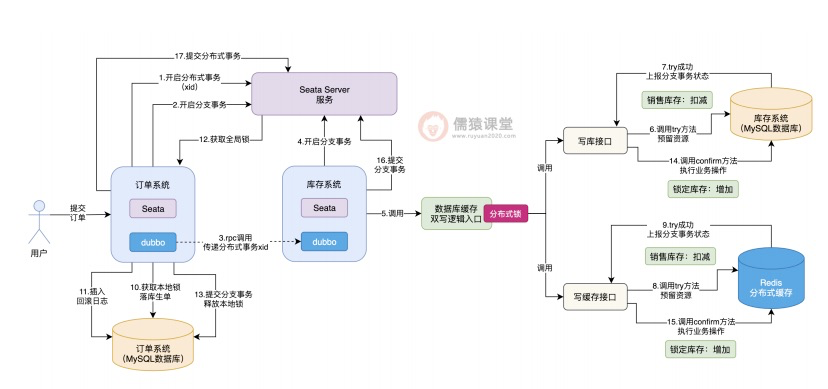 17.提交分布式事务
1.开启分布式事务
（xid）
2.开启分支事务
Seata Server
服务
12.获取全局锁
4.开启分支事务
16.提交
分支事务
儒猿课堂
www.ruyuan2020.com
用户
提交
订单
订单系统
Seata
dubbo
3.rpc调用
传递分布式事务xid
库存系统
Seata
dubbo
5.调用
数据库缓存
双写逻辑入口
分布式锁
11.插入
回滚日志
10.获取本地锁
落库生单
13.提交分支事务
释放本地锁
订单系统
（MySQL数据库）
调用
写库接口
7.try成功
上报分支事务状态
销售库存：扣减
6.调用try方法
预留资源
14.调用confirm方法
执行业务操作
锁定库存：增加
库存系统
（MySQL数据库）
调用
写缓存接口
9.try成功
上报分支事务状态
销售库存：扣减
8.调用try方法
预留资源
15.调用confirm方法
执行业务操作
锁定库存：增加
Redis
分布式缓存